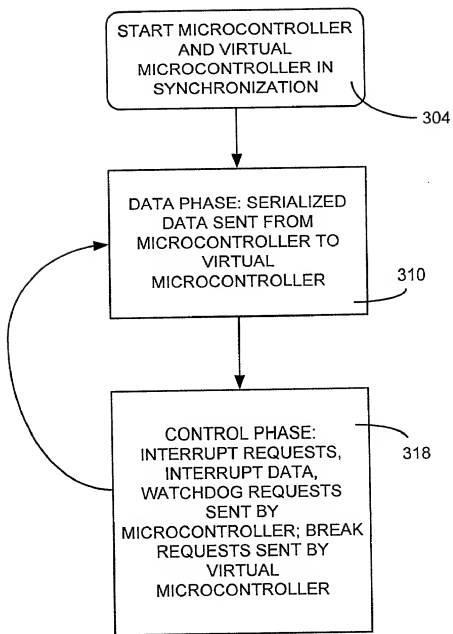 START MICROCONTROLLER
AND VIRTUAL
MICROCONTROLLER IN
SYNCHRONIZATION
304
DATA PHASE: SERIALIZED
DATA SENT FROM
MICROCONTROLLER TO
VIRTUAL
MICROCONTROLLER
310
CONTROL PHASE:
INTERRUPT REQUESTS,
INTERRUPT DATA,
WATCHDOG REQUESTS
SENT BY
MICROCONTROLLER; BREAK
REQUESTS SENT BY
VIRTUAL
MICROCONTROLLER
318